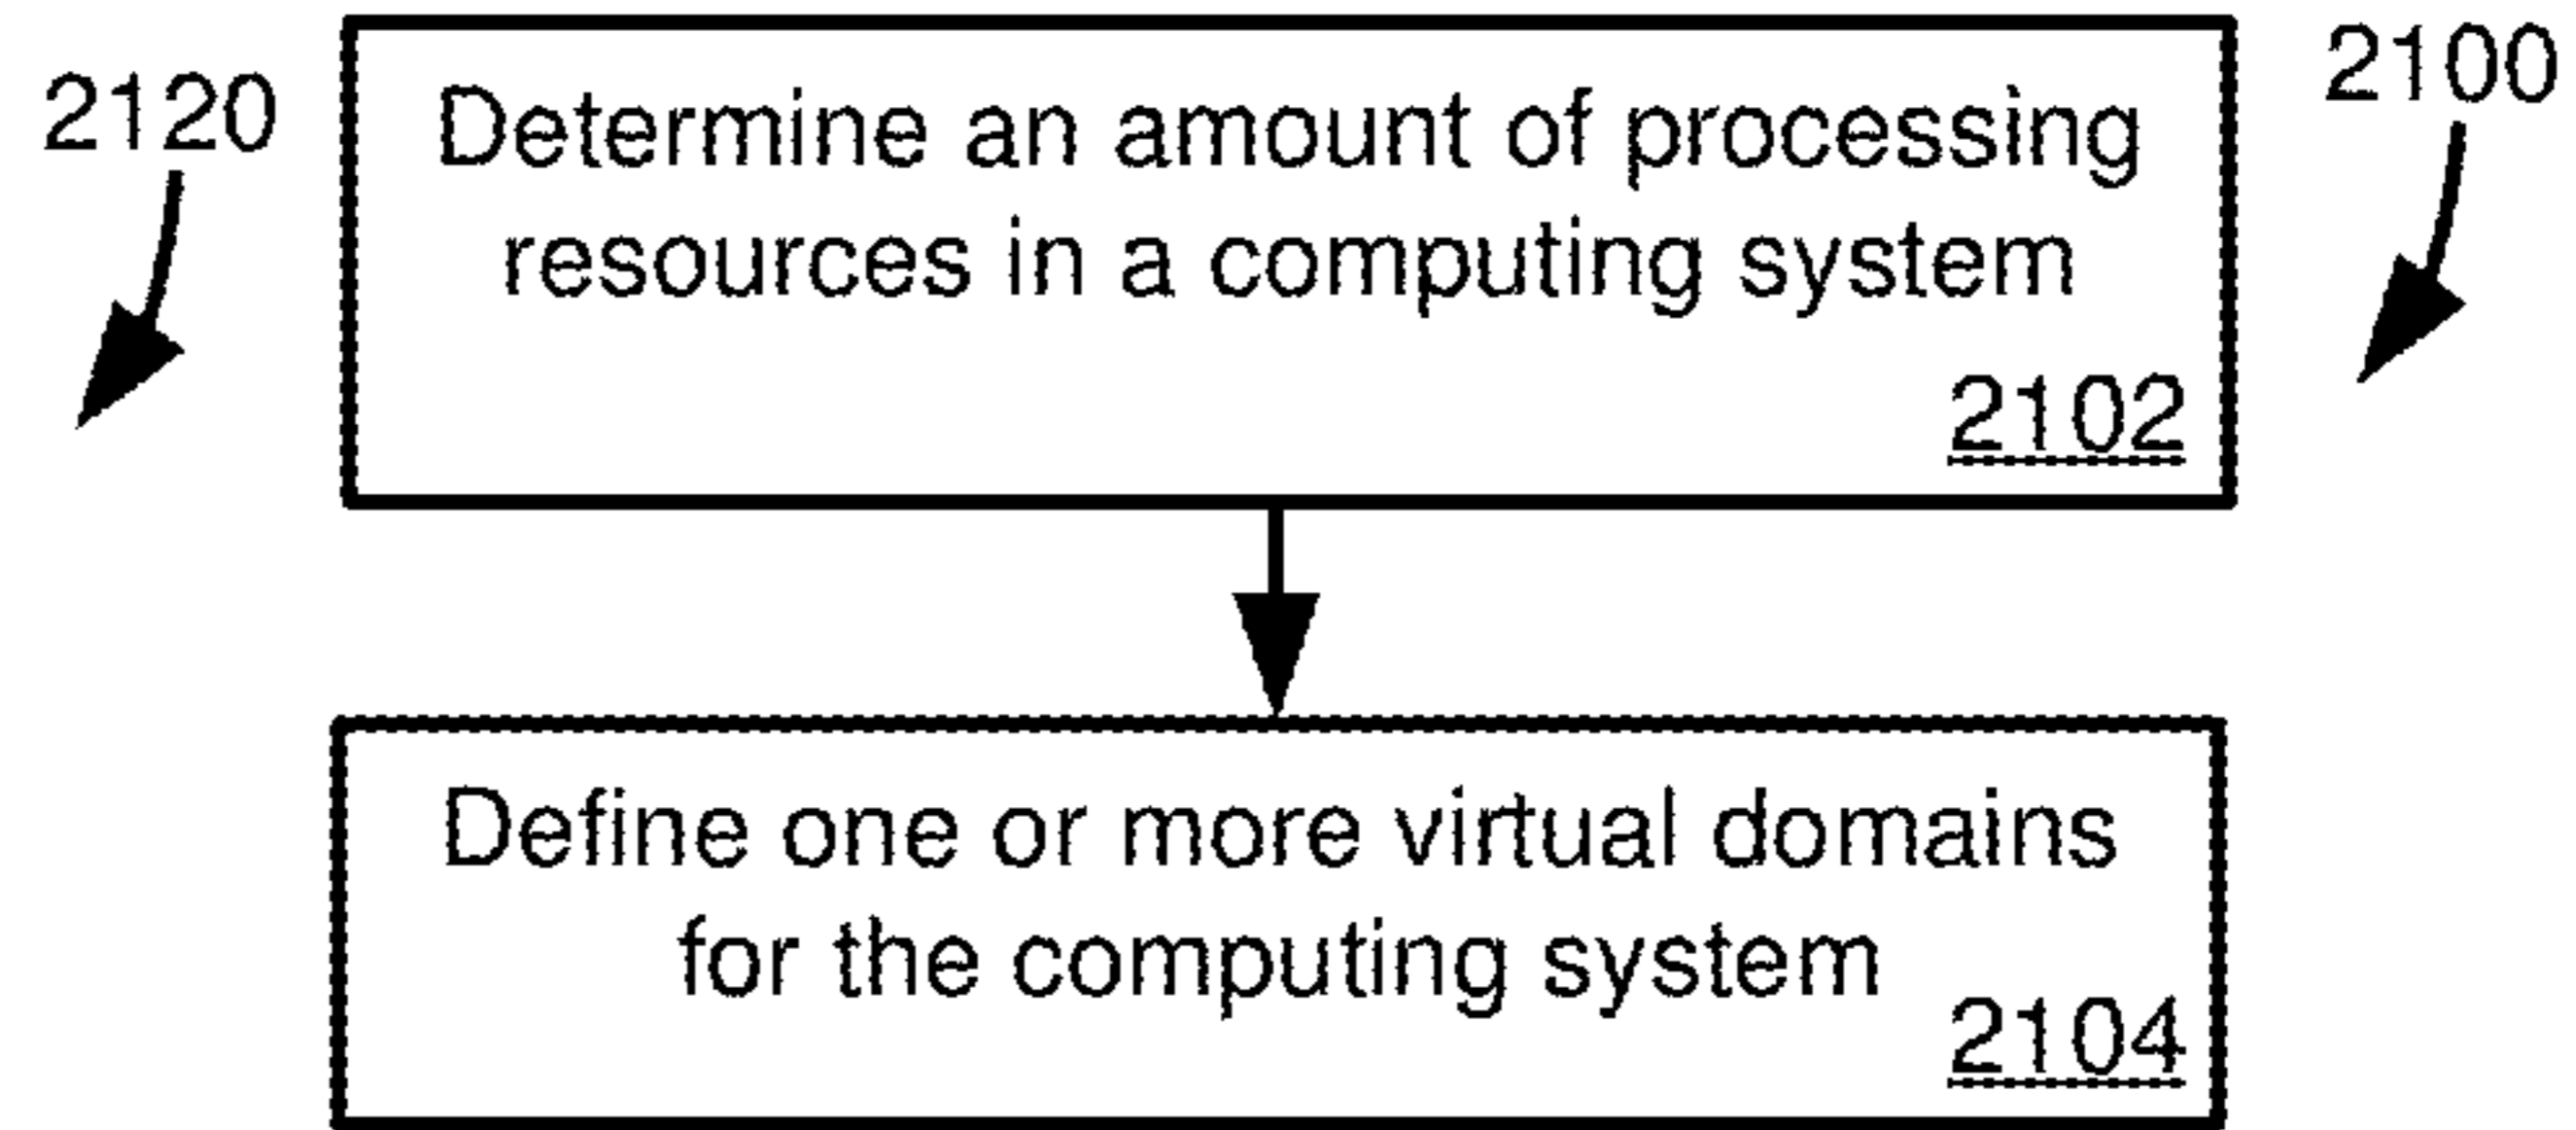 2120
2100
Determine an amount of processing
resources in a computing system
2102
Define one or more virtual domains
for the computing system
2104